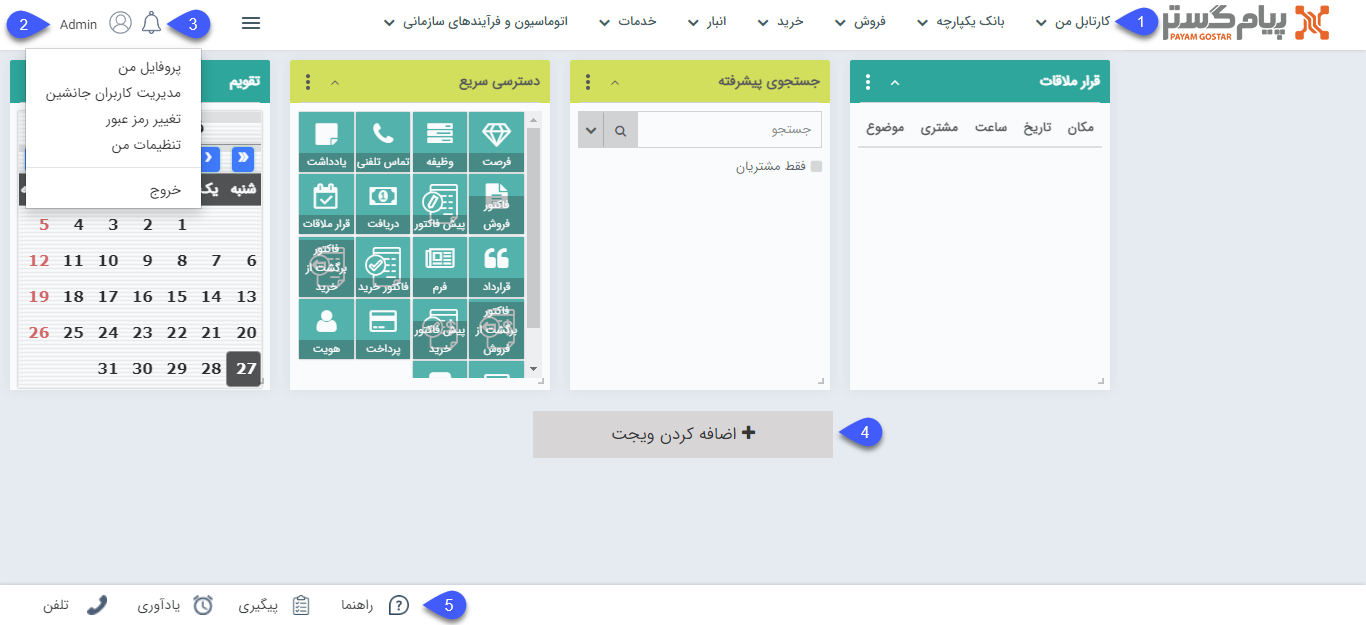 پیام‌گستر
PAYAM GOSTAR
1
کارتابل من
بانک یکپارچه
فروش
خرید
انبار
خدمات
اتوماسیون و فرآیندهای سازمانی
3
Admin
2
پروفایل من
مدیریت کاربران جانشین
تغییر رمز عبور
تنظیمات من
خروج
قرار ملاقات
مکان تاریخ ساعت مشتری موضوع
جستجوی پیشرفته
جستجو
فقط مشتریان
دسترسی سریع
فرصت وظیفه تماس تلفنی یادداشت
فاکتور فروش پیش فاکتور دریافت قرار ملاقات
قرارداد فرم فاکتور خرید فاکتور برگشت از خرید
فاکتور برگشت از فروش پیش فاکتور خرید پرداخت هویت
تقویم
شنبه یک
1 2 3 4 5
6 7 8 9 10 11 12
13 14 15 16 17 18 19
20 21 22 23 24 25 26
27 28 29 30 31
اضافه کردن ویجت
4
5
راهنما
پیگیری
یادآوری
تلفن